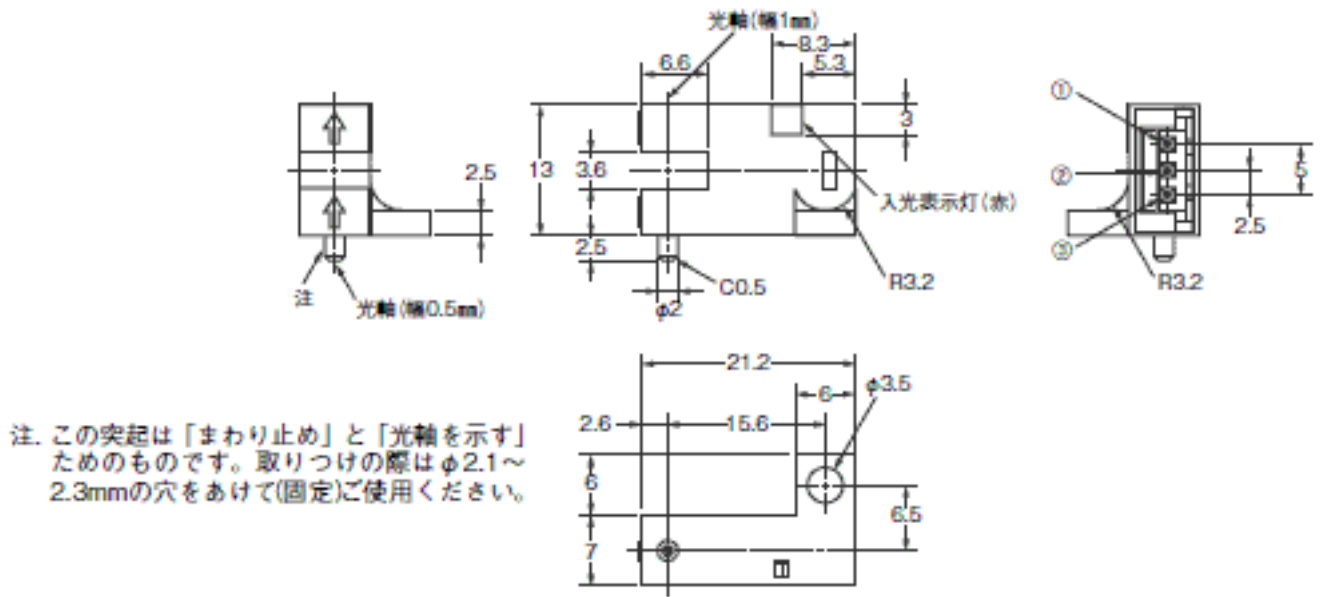 光軸(幅1mm)
8.3
6.6
5.3
①
3
2.5
13
3.6
②
5
入光表示灯(赤)
2.5
③
2.5
C0.5
R3.2
R3.2
注
光軸(幅0.5mm)
φ2
21.2
6
φ3.5
2.6
15.6
注. この突起は「まわり止め」と「光軸を示す」
ためのものです。取りつけの際はφ2.1～
2.3mmの穴をあけて(固定)ご使用ください。
6
6.5
7